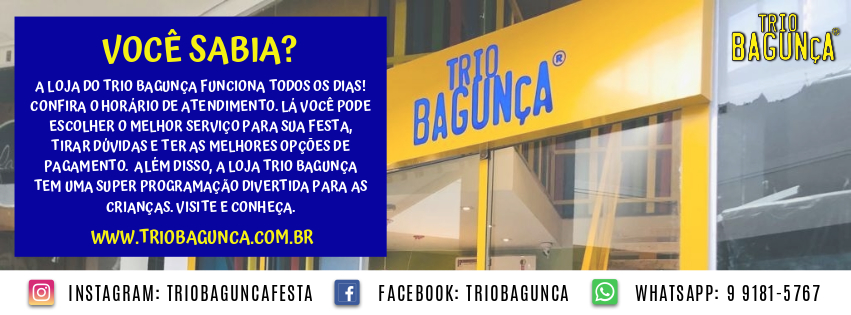 VOCÊ SABIA?
A LOJA DO TRIO BAGUNÇA FUNCIONA TODOS OS DIAS!
CONFIRA O HORÁRIO DE ATENDIMENTO. LÁ VOCÊ PODE
ESCOLHER O MELHOR SERVIÇO PARA SUA FESTA,
TIRAR DÚVIDAS E TER AS MELHORES OPÇÕES DE
PAGAMENTO. ALÉM DISSO, A LOJA TRIO BAGUNÇA
TEM UMA SUPER PROGRAMAÇÃO DIVERTIDA PARA AS
CRIANÇAS. VISITE E CONHEÇA.
WWW.TRIOBAGUNCA.COM.BR
TRIO
BAGUNÇA®
TRIO
BAGUNÇA®
INSTAGRAM: TRIOBAGUNCAFESTA
FACEBOOK: TRIOBAGUNCA
WHATSAPP: 9 9181-5767